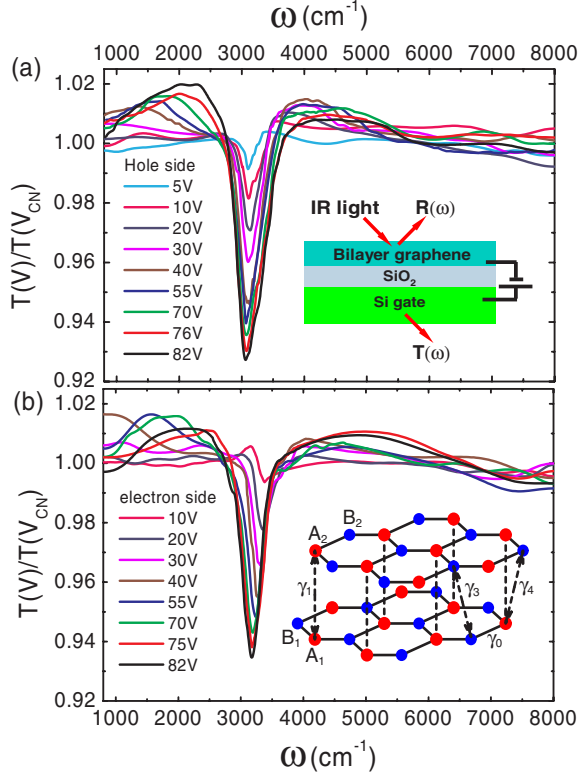 ω (cm⁻¹)
1000 2000 3000 4000 5000 6000 7000 8000
(a)
1.02
1.00
0.98
0.96
0.94
0.92
T(V)/T(V_CN)
Hole side
5V
10V
20V
30V
40V
55V
70V
76V
82V
IR light R(ω)
Bilayer graphene
SiO₂
Si gate
T(ω)
(b)
1.02
1.00
0.98
0.96
0.94
0.92
T(V)/T(V_CN)
electron side
10V
20V
30V
40V
55V
70V
75V
82V
B₂
A₂
γ₁
γ₃
γ₄
B₁
A₁
γ₀
1000 2000 3000 4000 5000 6000 7000 8000
ω (cm⁻¹)